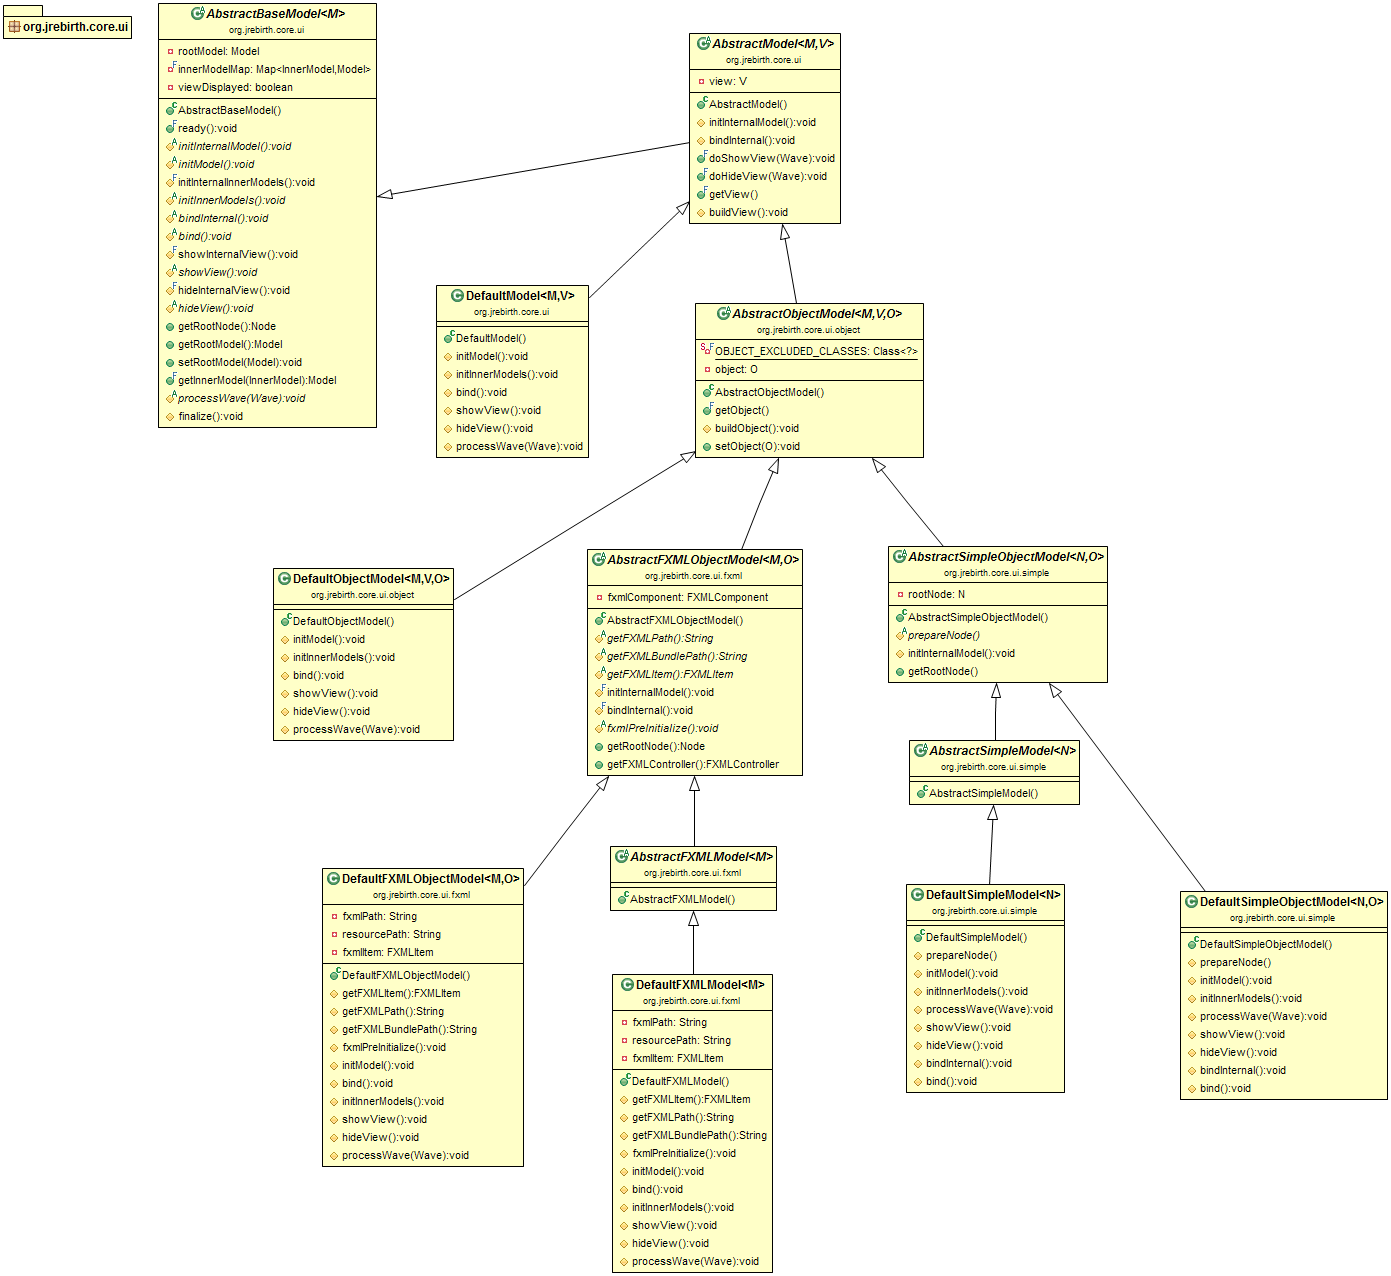 org.jrebirth.core.ui
AbstractBaseModel<M>
org.jrebirth.core.ui
rootModel: Model
innerModelMap: Map<InnerModel,Model>
viewDisplayed: boolean
AbstractBaseModel()
ready():void
initInternalModel():void
initModel():void
initInternalInnerModels():void
initInnerModels():void
bindInternal():void
bind():void
showInternalView():void
showView():void
hideInternalView():void
hideView():void
getRootNode():Node
getRootModel():Model
setRootModel(Model):void
getInnerModel(InnerModel):Model
processWave(Wave):void
finalize():void
AbstractModel<M,V>
org.jrebirth.core.ui
view: V
AbstractModel()
initInternalModel():void
bindInternal():void
doShowView(Wave):void
doHideView(Wave):void
getView()
buildView():void
DefaultModel<M,V>
org.jrebirth.core.ui
DefaultModel()
initModel():void
initInnerModels():void
bind():void
showView():void
hideView():void
processWave(Wave):void
AbstractObjectModel<M,V,O>
org.jrebirth.core.ui.object
OBJECT_EXCLUDED_CLASSES: Class<?>
object: O
AbstractObjectModel()
getObject()
buildObject():void
setObject(O):void
DefaultObjectModel<M,V,O>
org.jrebirth.core.ui.object
DefaultObjectModel()
initModel():void
initInnerModels():void
bind():void
showView():void
hideView():void
processWave(Wave):void
AbstractFXMLObjectModel<M,O>
org.jrebirth.core.ui.fxml
fxmlComponent: FXMLComponent
AbstractFXMLObjectModel()
getFXMLPath():String
getFXMLBundlePath():String
getFXMLItem():FXMLItem
initInternalModel():void
bindInternal():void
fxmlPreInitialize():void
getRootNode():Node
getFXMLController():FXMLController
AbstractSimpleObjectModel<N,O>
org.jrebirth.core.ui.simple
rootNode: N
AbstractSimpleObjectModel()
prepareNode()
initInternalModel():void
getRootNode()
AbstractSimpleModel<N>
org.jrebirth.core.ui.simple
AbstractSimpleModel()
DefaultFXMLObjectModel<M,O>
org.jrebirth.core.ui.fxml
fxmlPath: String
resourcePath: String
fxmlItem: FXMLItem
DefaultFXMLObjectModel()
getFXMLItem():FXMLItem
getFXMLPath():String
getFXMLBundlePath():String
fxmlPreInitialize():void
initModel():void
bind():void
initInnerModels():void
showView():void
hideView():void
processWave(Wave):void
AbstractFXMLModel<M>
org.jrebirth.core.ui.fxml
AbstractFXMLModel()
DefaultFXMLModel<M>
org.jrebirth.core.ui.fxml
fxmlPath: String
resourcePath: String
fxmlItem: FXMLItem
DefaultFXMLModel()
getFXMLItem():FXMLItem
getFXMLPath():String
getFXMLBundlePath():String
fxmlPreInitialize():void
initModel():void
bind():void
initInnerModels():void
showView():void
hideView():void
processWave(Wave):void
DefaultSimpleModel<N>
org.jrebirth.core.ui.simple
DefaultSimpleModel()
prepareNode()
initModel():void
initInnerModels():void
processWave(Wave):void
showView():void
hideView():void
bindInternal():void
bind():void
DefaultSimpleObjectModel<N,O>
org.jrebirth.core.ui.simple
DefaultSimpleObjectModel()
prepareNode()
initModel():void
initInnerModels():void
processWave(Wave):void
showView():void
hideView():void
bindInternal():void
bind():void